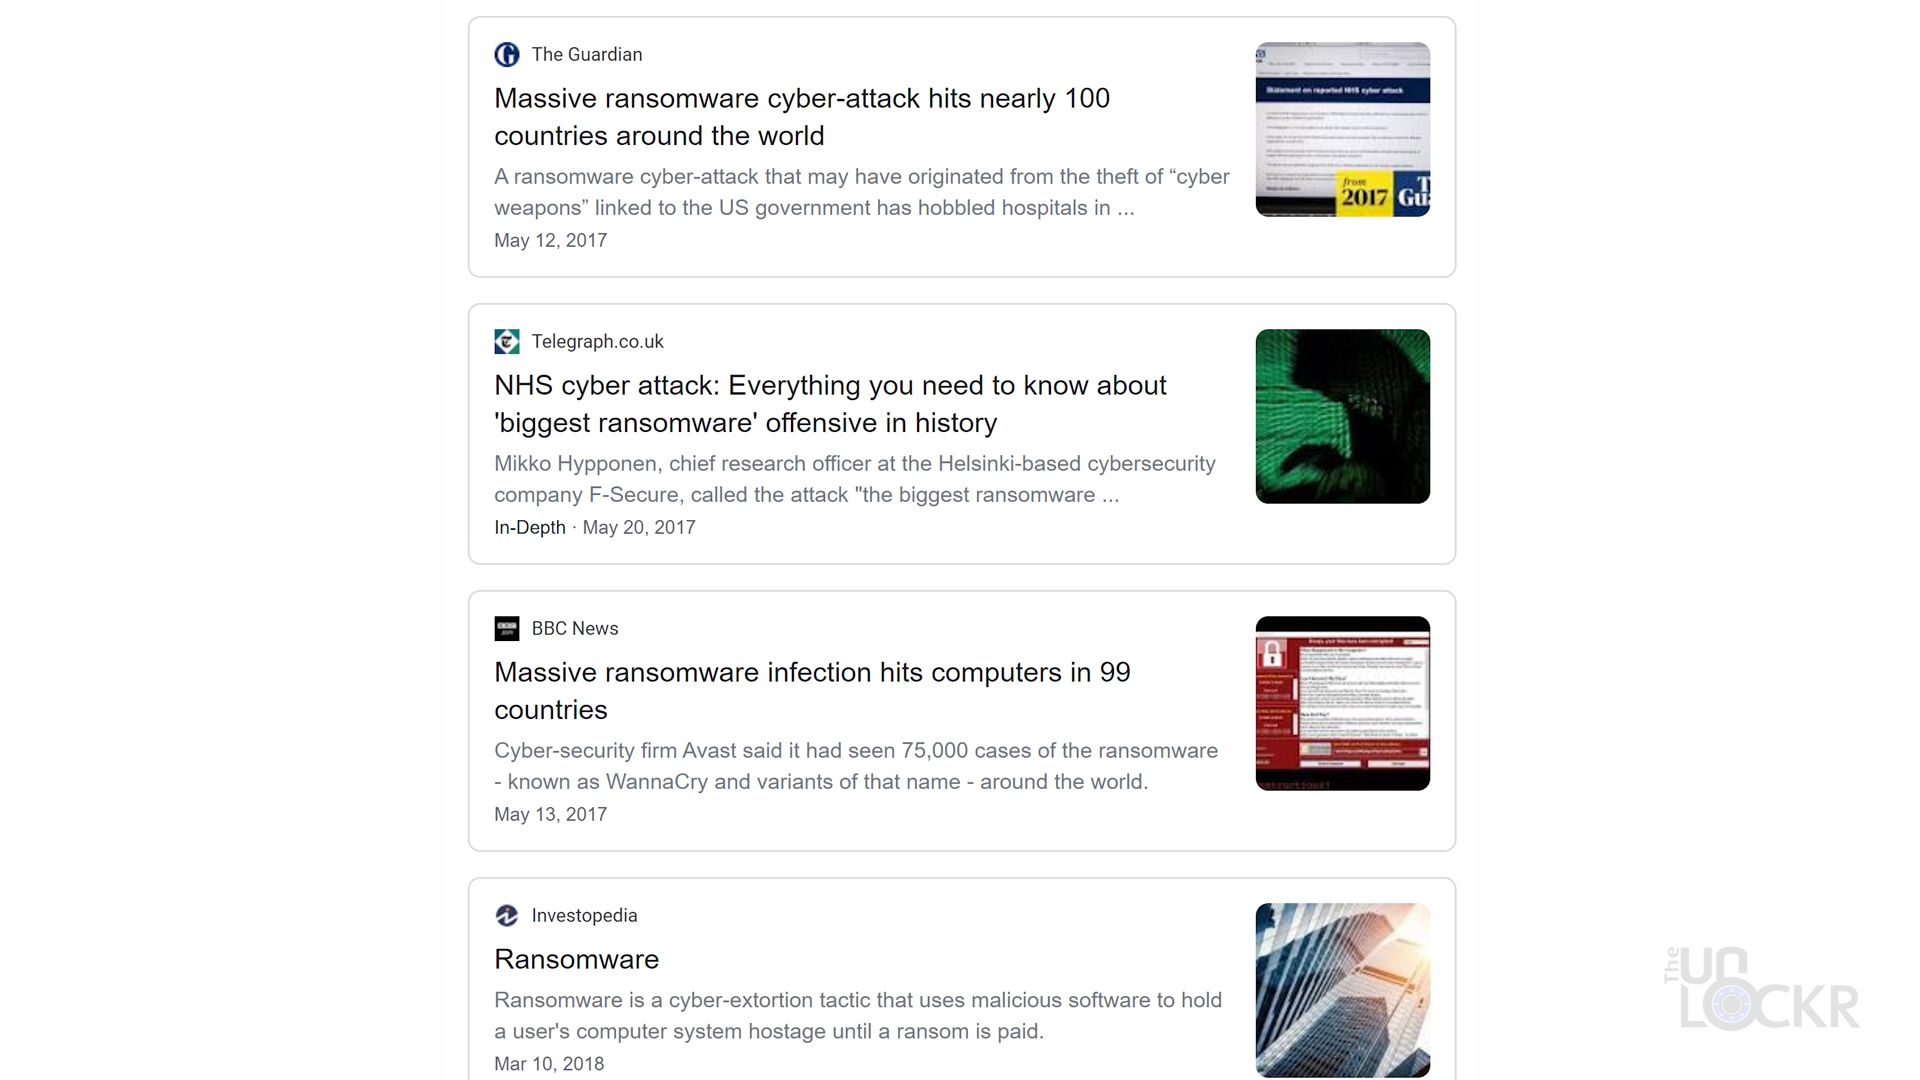 The Guardian
Massive ransomware cyber-attack hits nearly 100
countries around the world
A ransomware cyber-attack that may have originated from the theft of “cyber
weapons” linked to the US government has hobbled hospitals in ...
May 12, 2017
Statement on reported NHS cyber attack
from
2017
Telegraph.co.uk
NHS cyber attack: Everything you need to know about
'biggest ransomware' offensive in history
Mikko Hypponen, chief research officer at the Helsinki-based cybersecurity
company F-Secure, called the attack "the biggest ransomware ...
In-Depth · May 20, 2017
BBC News
Massive ransomware infection hits computers in 99
countries
Cyber-security firm Avast said it had seen 75,000 cases of the ransomware
- known as WannaCry and variants of that name - around the world.
May 13, 2017
Investopedia
Ransomware
Ransomware is a cyber-extortion tactic that uses malicious software to hold
a user's computer system hostage until a ransom is paid.
Mar 10, 2018
The
UN
LOCKR